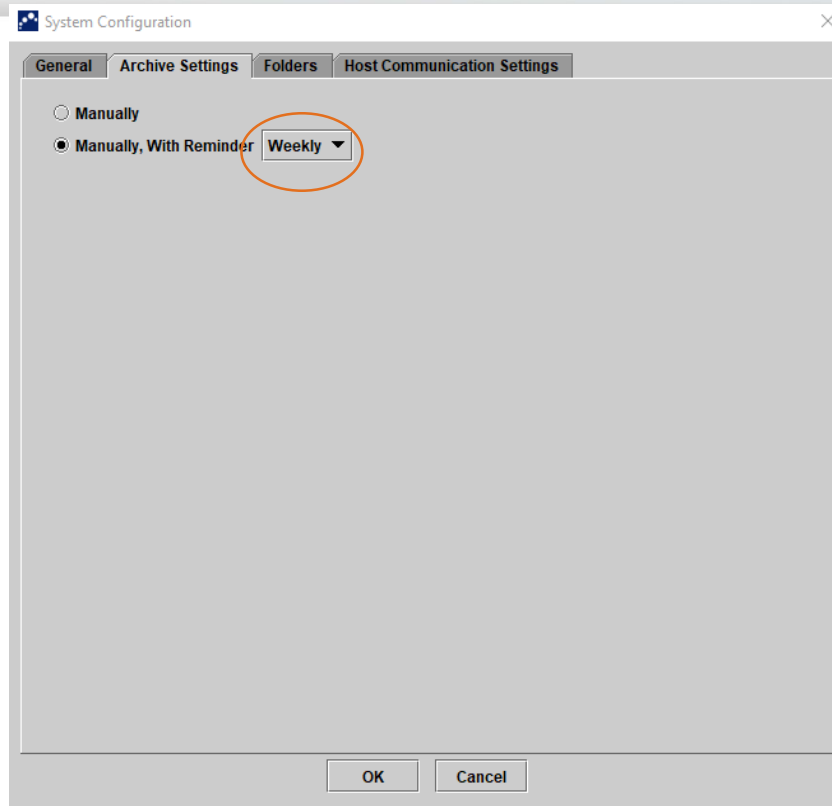 System Configuration
General Archive Settings Folders Host Communication Settings
Manually
Manually, With Reminder Weekly
OK Cancel